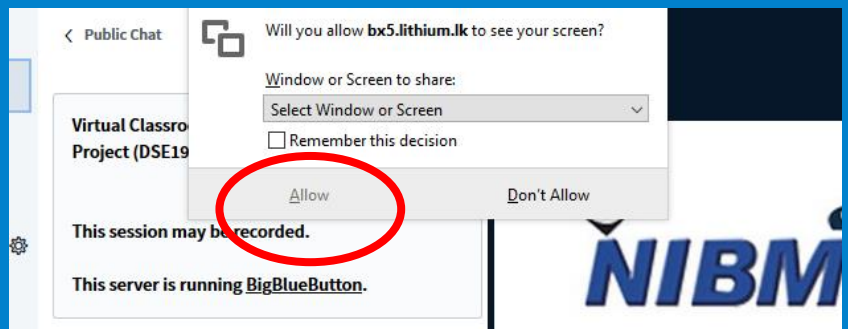 Public Chat
Will you allow bx5.lithium.lk to see your screen?
Window or Screen to share:
Select Window or Screen
Remember this decision
Allow
Don't Allow
Virtual Classro
Project (DSE19
This session may be recorded.
This server is running BigBlueButton.
NIBM